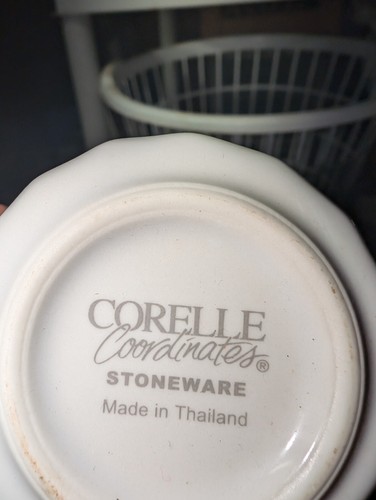 CORELLE
Coordinates®
STONEWARE
Made in Thailand